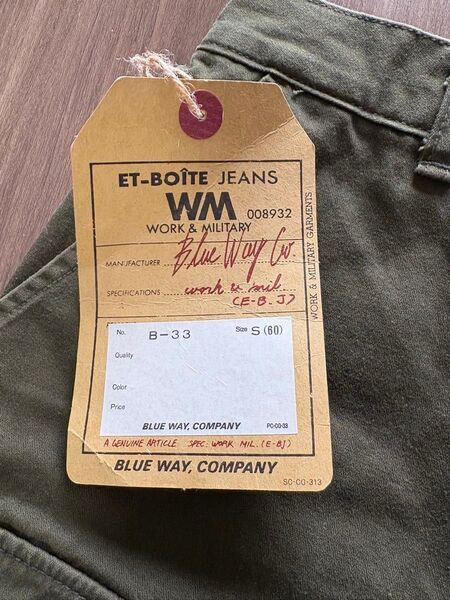 ET-BOÎTE JEANS
WM 008932
WORK & MILITARY
MANUFACTURER Blue Way Co.
SPECIFICATIONS work & mil.
(E-B.J)
WORK & MILITARY GARMENTS
No. B-33 Size S(60)
Quality
Color
Price
BLUE WAY, COMPANY PC-CG-33
A GENUINE ARTICLE SPEC: WORK MIL. (E-BJ)
BLUE WAY, COMPANY
SC-CG-313